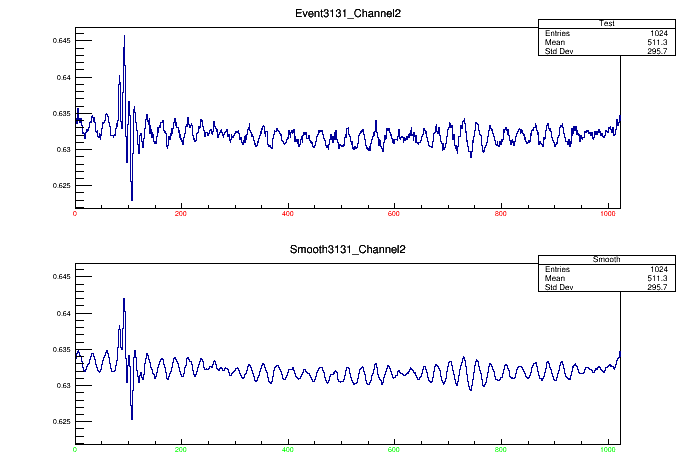 Event3131_Channel2
Test
Entries 1024
Mean 511.3
Std Dev 295.7
0.645
0.64
0.635
0.63
0.625
0 200 400 600 800 1000
Smooth3131_Channel2
Smooth
Entries 1024
Mean 511.3
Std Dev 295.7
0.645
0.64
0.635
0.63
0.625
0 200 400 600 800 1000